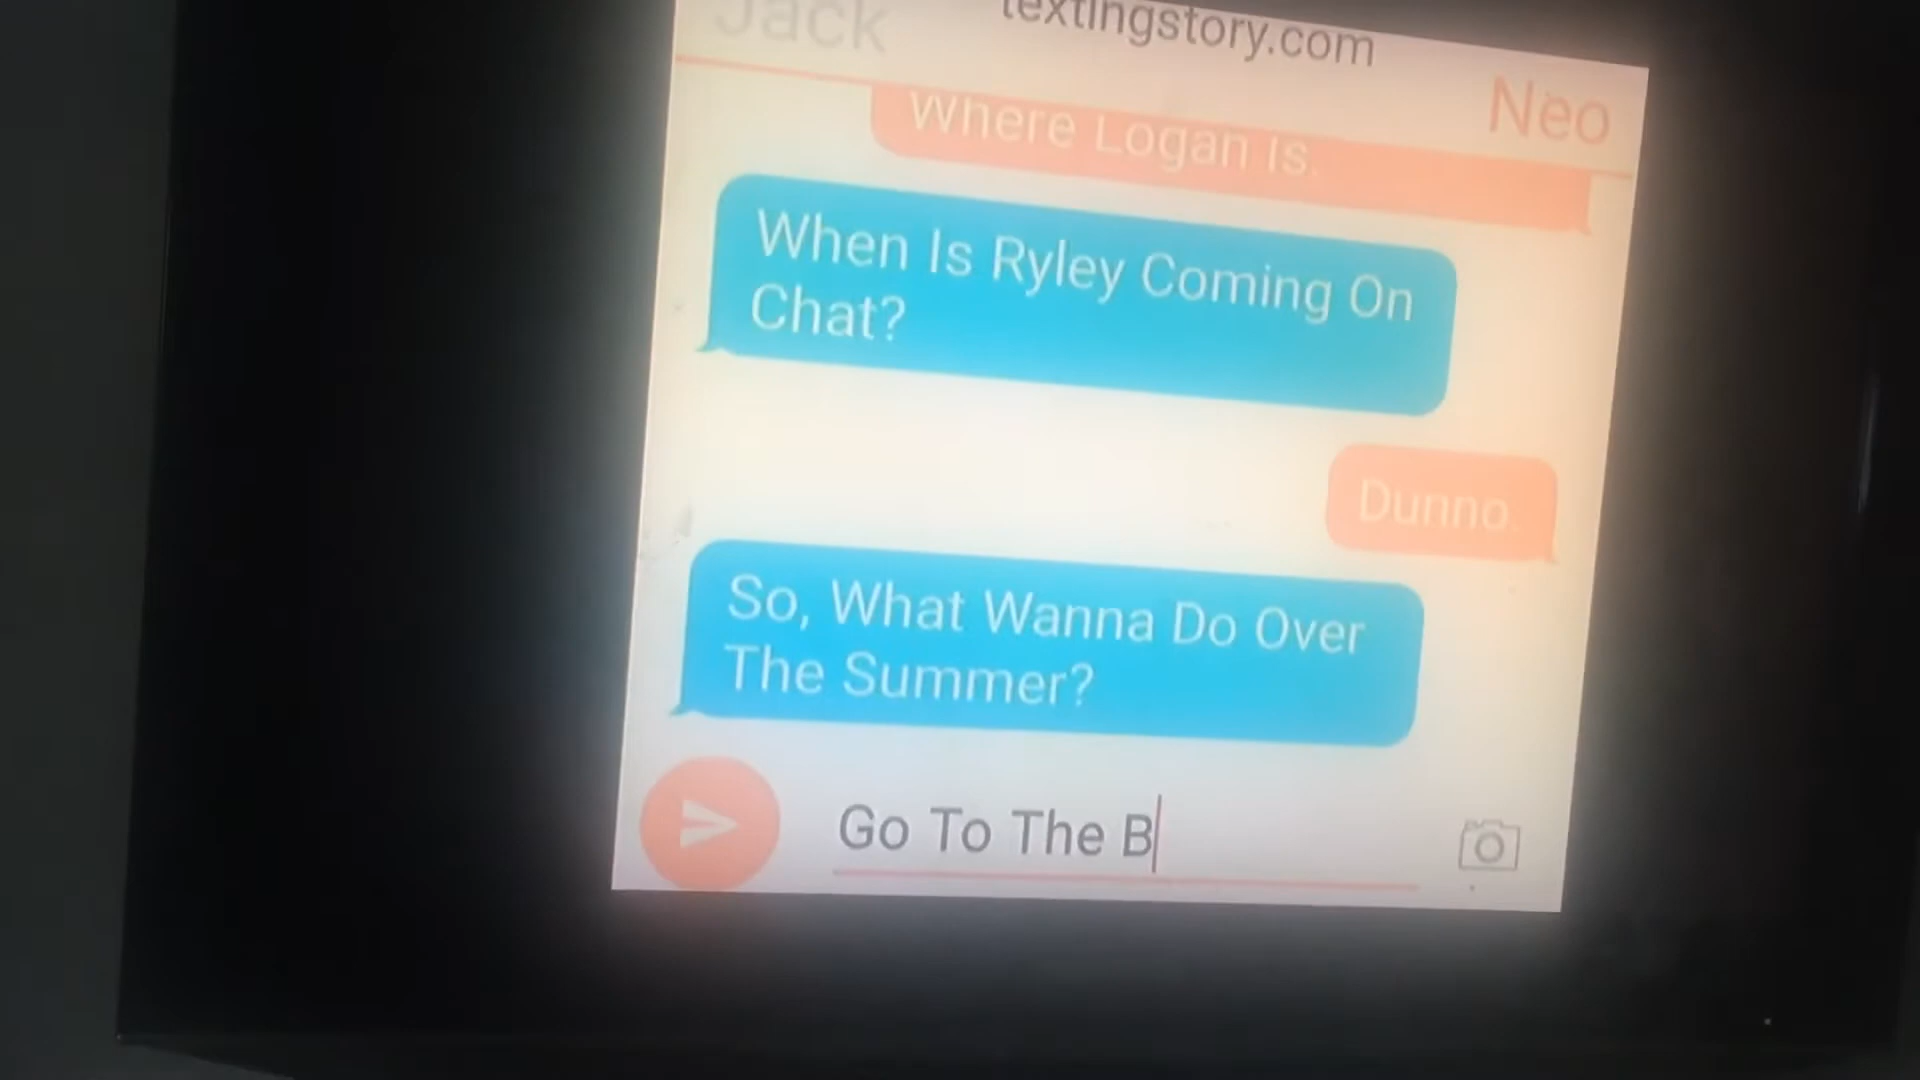 Jack
textingstory.com
Neo
Where Logan Is.
When Is Ryley Coming On
Chat?
Dunno.
So, What Wanna Do Over
The Summer?
Go To The B